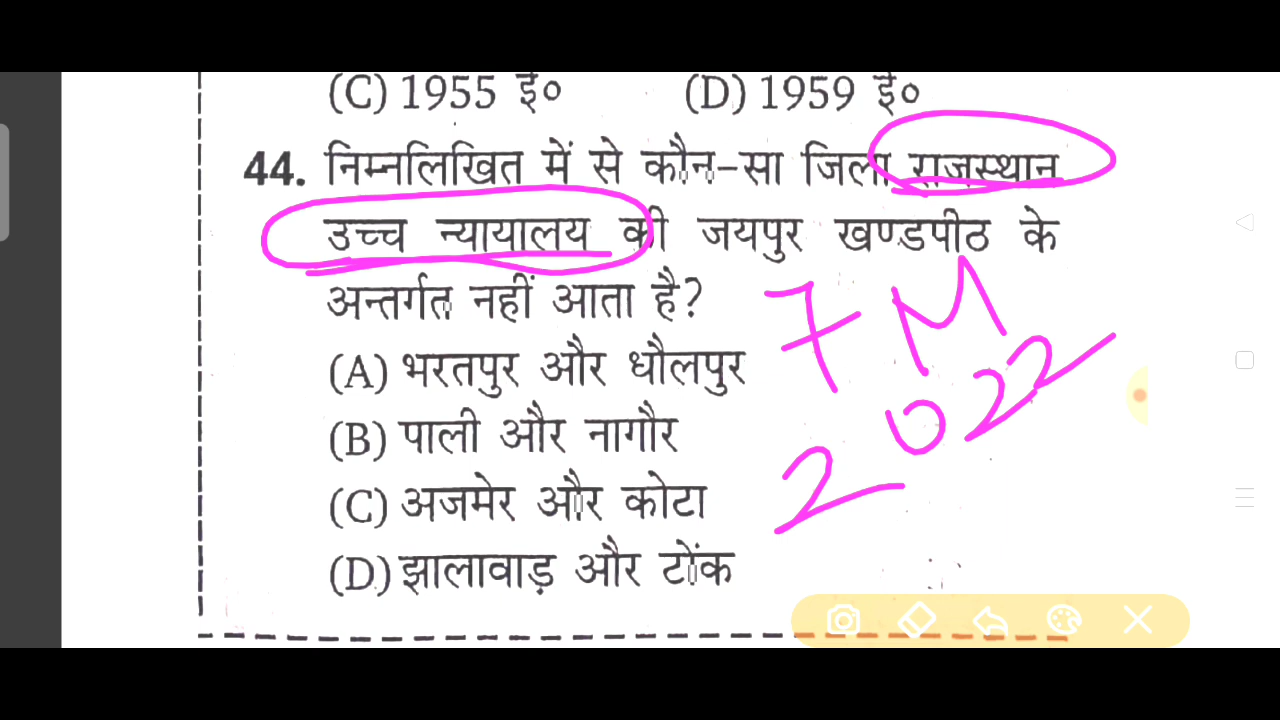 (C) 1955 ई० (D) 1959 ई०
44. निम्नलिखित में से कौन-सा जिला राजस्थान
उच्च न्यायालय की जयपुर खण्डपीठ के
अन्तर्गत नहीं आता है?
7 M
(A) भरतपुर और धौलपुर
2022
(B) पाली और नागौर
(C) अजमेर और कोटा
(D) झालावाड़ और टोंक